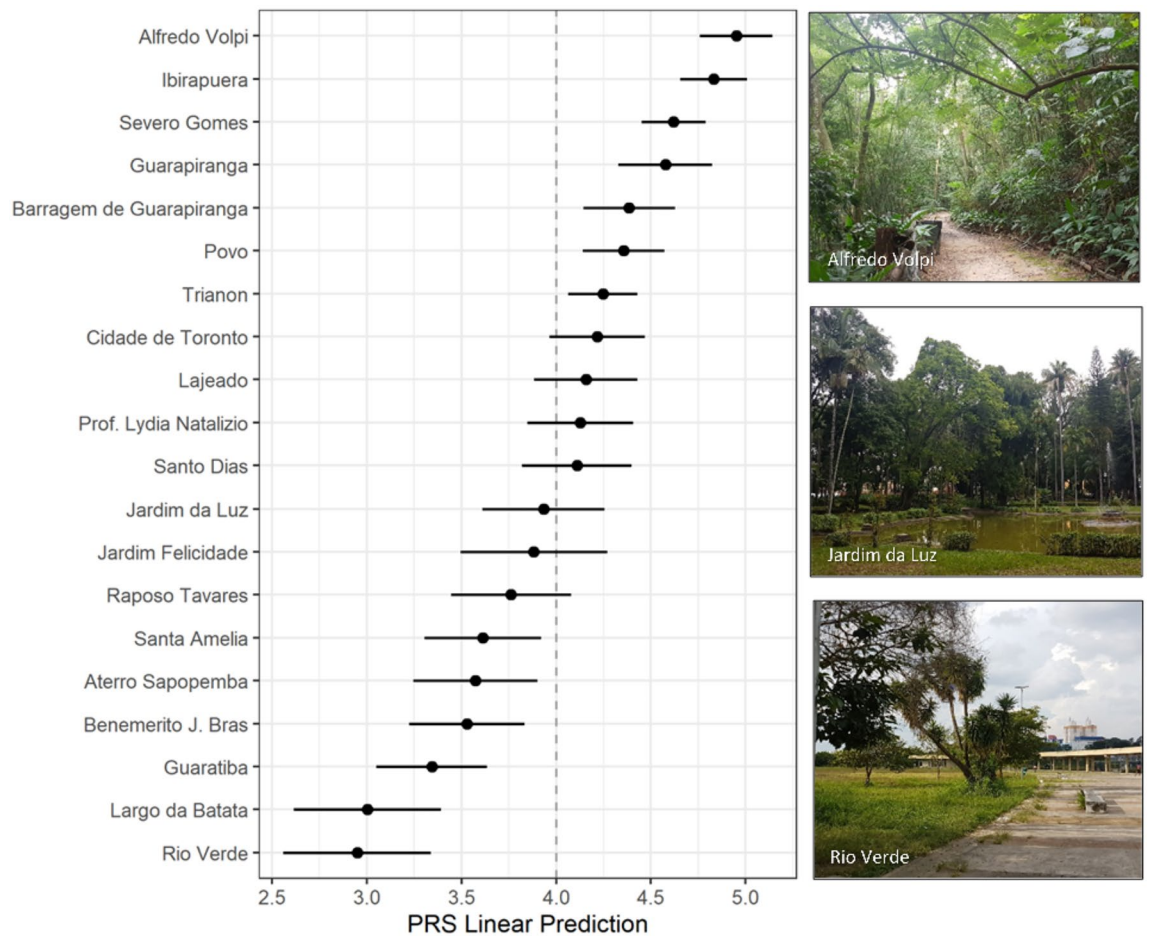 Alfredo Volpi
Ibirapuera
Severo Gomes
Guarapiranga
Barragem de Guarapiranga
Povo
Trianon
Cidade de Toronto
Lajeado
Prof. Lydia Natalizio
Santo Dias
Jardim da Luz
Jardim Felicidade
Raposo Tavares
Santa Amelia
Aterro Sapopemba
Benemerito J. Bras
Guaratiba
Largo da Batata
Rio Verde
2.5 3.0 3.5 4.0 4.5 5.0
PRS Linear Prediction
Alfredo Volpi
Jardim da Luz
Rio Verde